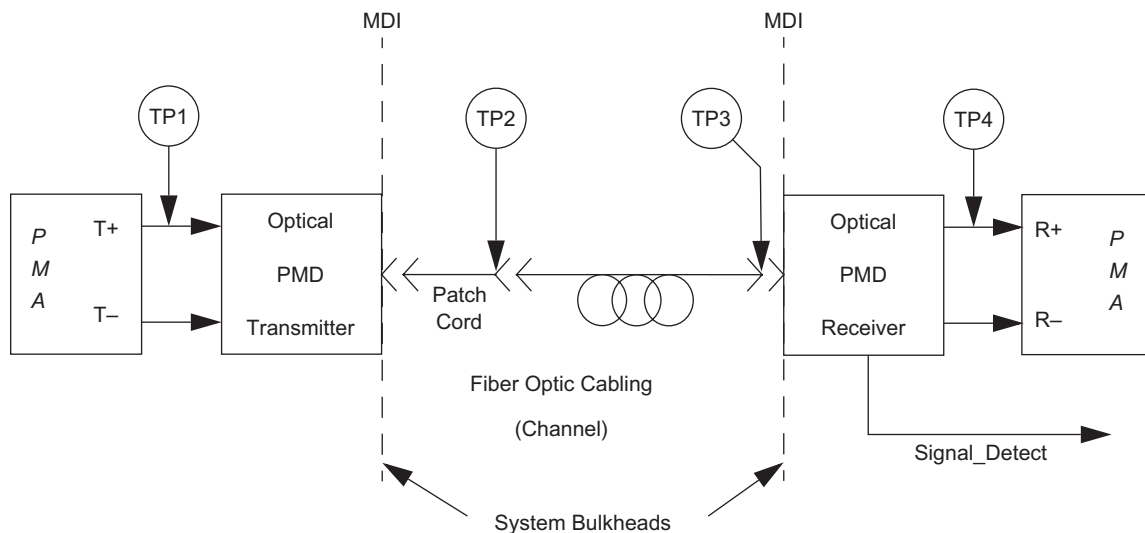 MDI
MDI
TP1
TP2
TP3
TP4
P
M
A
T+
T–
Optical
PMD
Transmitter
Patch
Cord
Optical
PMD
Receiver
R+
R–
P
M
A
Fiber Optic Cabling
(Channel)
Signal_Detect
System Bulkheads